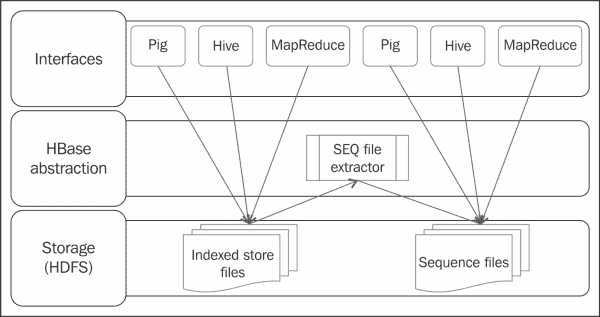 Interfaces
Pig
Hive
MapReduce
Pig
Hive
MapReduce
HBase
abstraction
SEQ file
extractor
Storage
(HDFS)
Indexed store
files
Sequence files